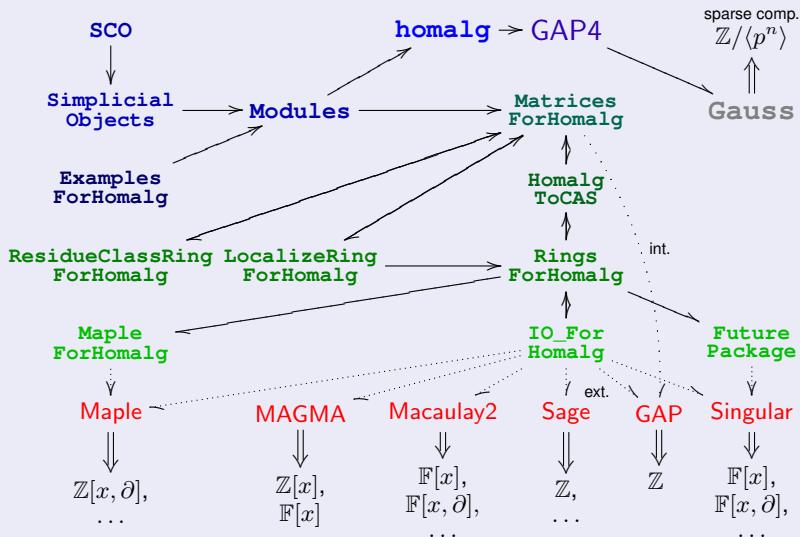 sparse comp.
SCO
homalg
GAP4
ℤ/⟨pⁿ⟩
Simplicial
Objects
Modules
Matrices
ForHomalg
Gauss
Examples
ForHomalg
Homalg
ToCAS
ResidueClassRing
ForHomalg
LocalizeRing
ForHomalg
Rings
ForHomalg
int.
Maple
ForHomalg
IO_For
Homalg
Future
Package
ext.
Maple
MAGMA
Macaulay2
Sage
GAP
Singular
ℤ[x, ∂],
...
ℤ[x],
𝔽[x]
𝔽[x],
𝔽[x, ∂],
...
ℤ,
...
ℤ
𝔽[x],
𝔽[x, ∂],
...